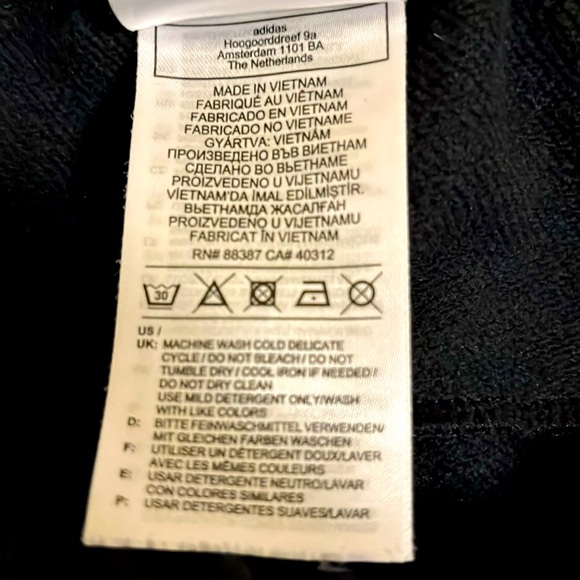 adidas
Hoogoorddreef 9a
Amsterdam 1101 BA
The Netherlands
MADE IN VIETNAM
FABRIQUÉ AU VIÊTNAM
FABRICADO EN VIETNAM
FABRICADO NO VIETNAME
GYÁRTVA: VIETNÁM
ПРОИЗВЕДЕНО ВЪВ ВИЕТНАМ
СДЕЛАНО ВО ВЬЕТНАМЕ
PROIZVEDENO U VIJETNAMU
VİETNAM'DA İMAL EDİLMİŞTİR.
ВЬЕТНАМДА ЖАСАЛҒАН
PROIZVEDENO U VIJETNAMU
FABRICAT ÎN VIETNAM
RN# 88387 CA# 40312
30
US /
UK: MACHINE WASH COLD DELICATE
CYCLE / DO NOT BLEACH / DO NOT
TUMBLE DRY / COOL IRON IF NEEDED /
DO NOT DRY CLEAN
USE MILD DETERGENT ONLY/WASH
WITH LIKE COLORS
D: BITTE FEINWASCHMITTEL VERWENDEN/
MIT GLEICHEN FARBEN WASCHEN
F: UTILISER UN DÉTERGENT DOUX/LAVER
AVEC LES MÊMES COULEURS
E: USAR DETERGENTE NEUTRO/LAVAR
CON COLORES SIMILARES
P: USAR DETERGENTES SUAVES/LAVAR